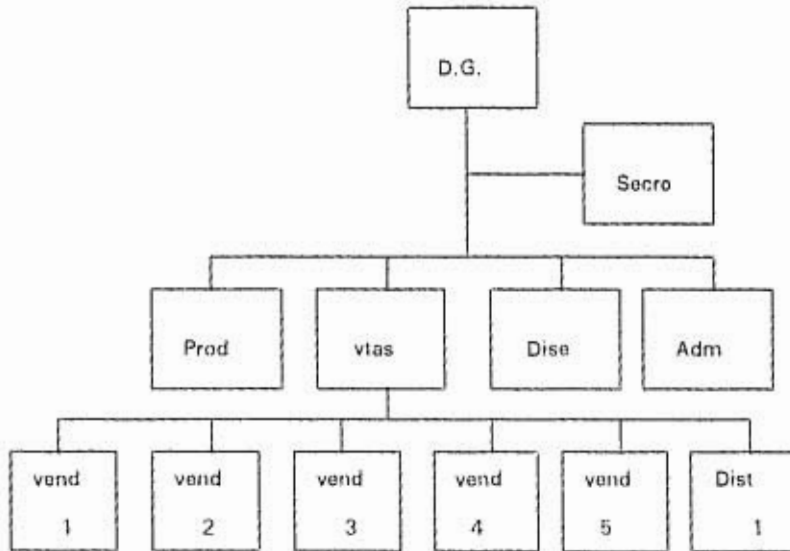 D.G.
Secro
Prod vtas Dise Adm
vend vend vend vend vend Dist
1 2 3 4 5 1